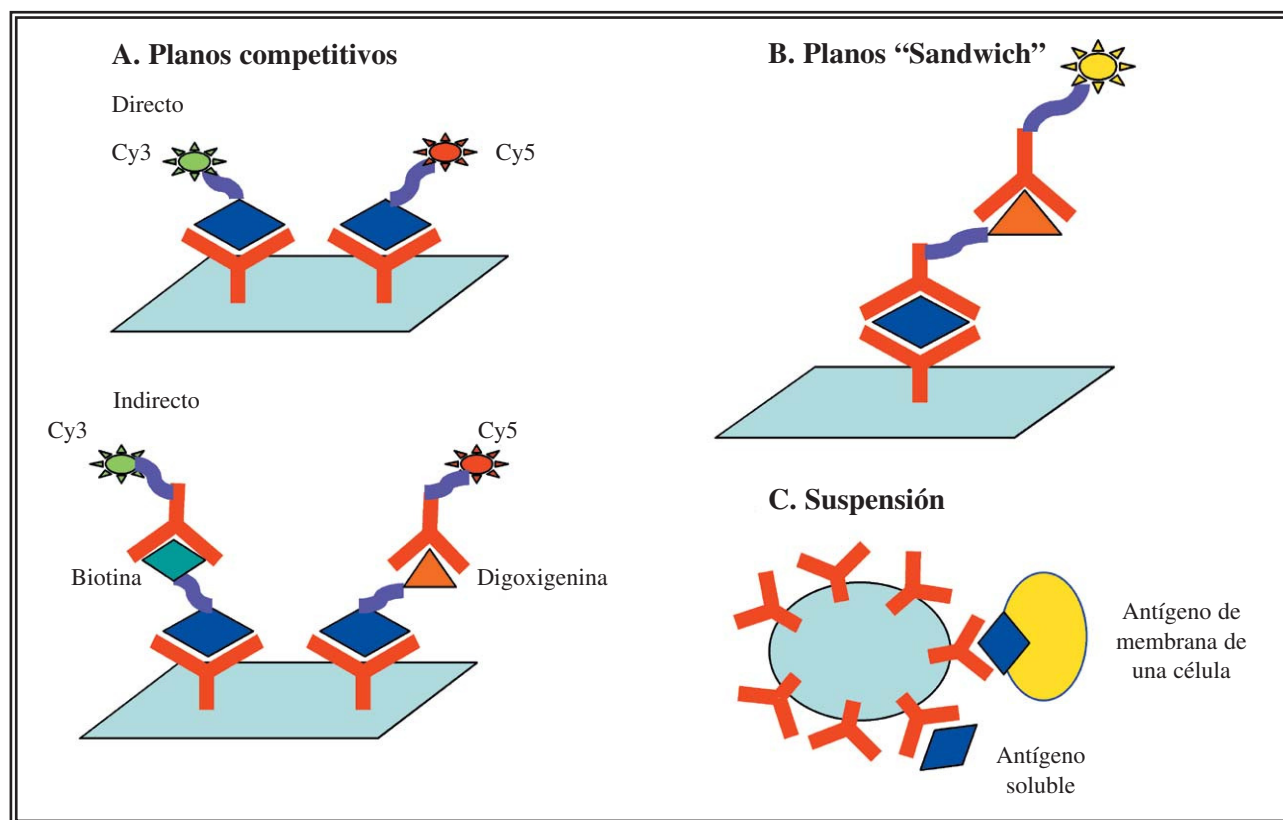 A. Planos competitivos
Directo
Cy3
Cy5
Indirecto
Cy3
Cy5
Biotina
Digoxigenina
B. Planos “Sandwich”
C. Suspensión
Antígeno de
membrana de
una célula
Antígeno
soluble